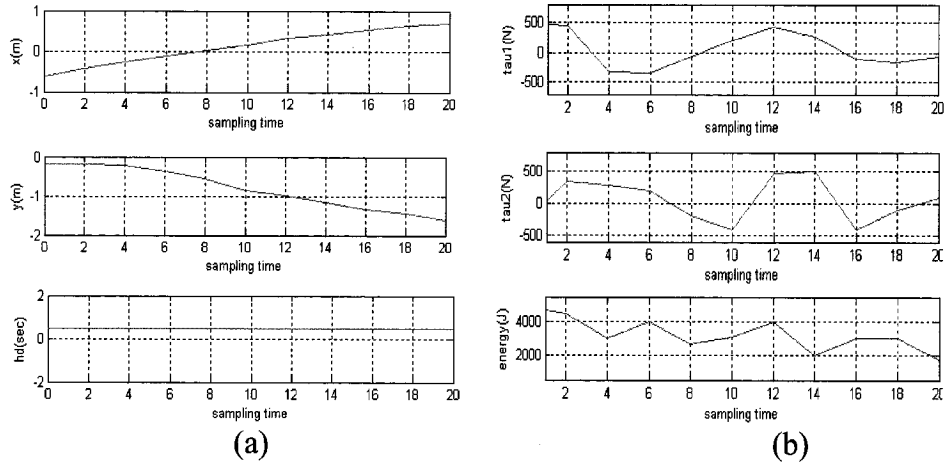 x(m)
1
0
-1
0 2 4 6 8 10 12 14 16 18 20
sampling time
y(m)
0
-1
-2
0 2 4 6 8 10 12 14 16 18 20
sampling time
hd(sec)
2
0
-2
0 2 4 6 8 10 12 14 16 18 20
sampling time
(a)
tau1(N)
500
0
-500
2 4 6 8 10 12 14 16 18 20
sampling time
tau2(N)
500
0
-500
2 4 6 8 10 12 14 16 18 20
sampling time
energy(J)
4000
2000
2 4 6 8 10 12 14 16 18 20
sampling time
(b)